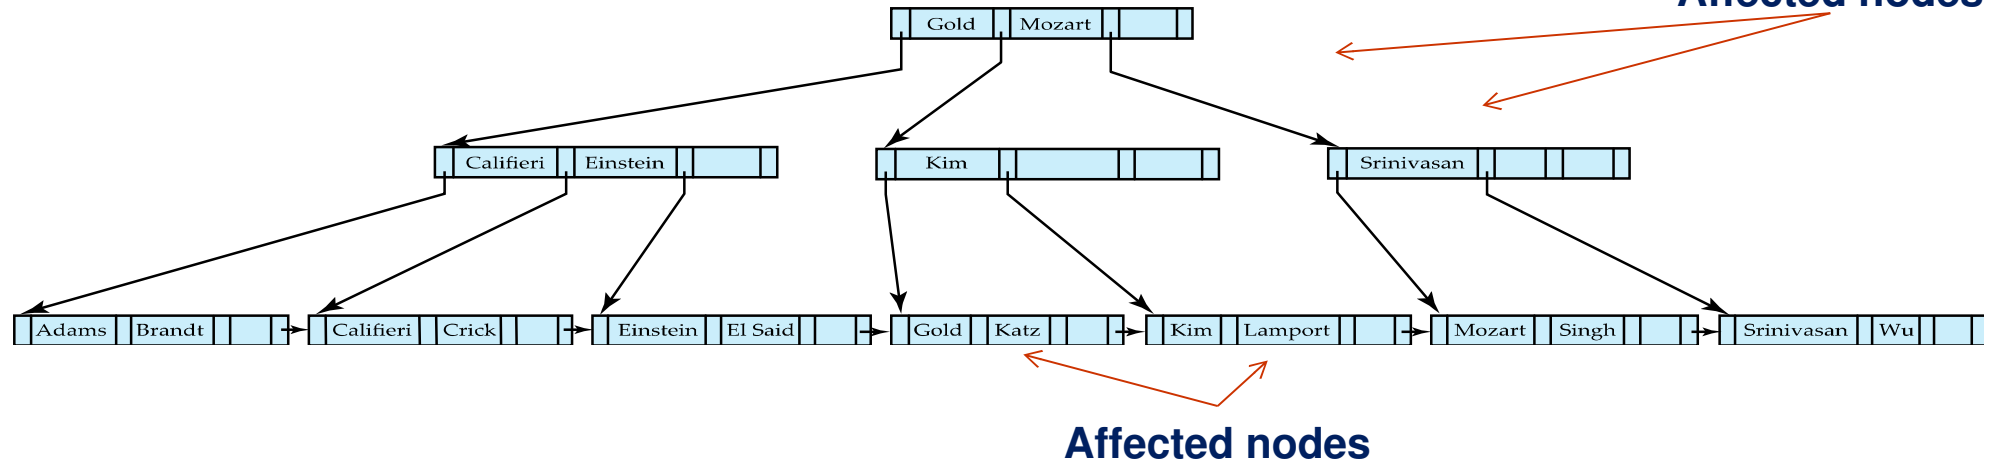 Affected nodes
Gold Mozart
Califieri Einstein
Kim
Srinivasan
Adams Brandt
Califieri Crick
Einstein El Said
Gold Katz
Kim Lamport
Mozart Singh
Srinivasan Wu
Affected nodes